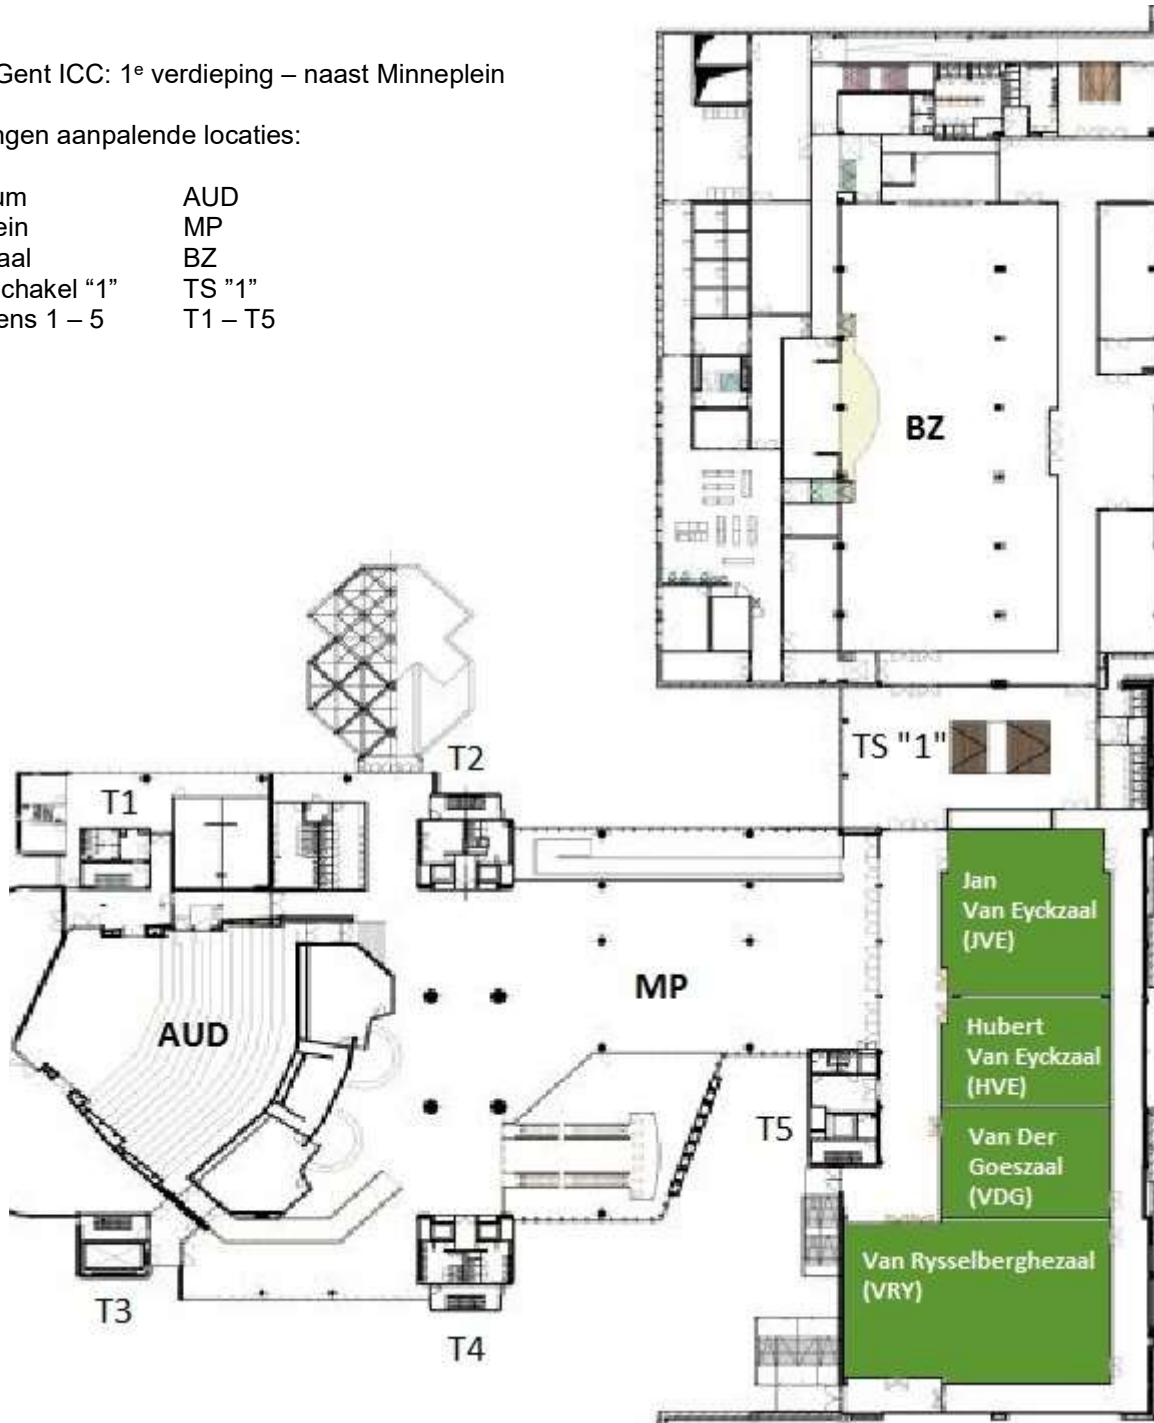 Gent ICC: 1e verdieping – naast Minneplein
ngen aanpalende locaties:
um AUD
ein MP
aal BZ
chakel “1” TS ”1”
ens 1 – 5 T1 – T5
BZ
TS "1"
T2
T1
Jan
Van Eyckzaal
(JVE)
MP
AUD
Hubert
Van Eyckzaal
(HVE)
T5
Van Der
Goeszaal
(VDG)
Van Rysselberghezaal
(VRY)
T3
T4